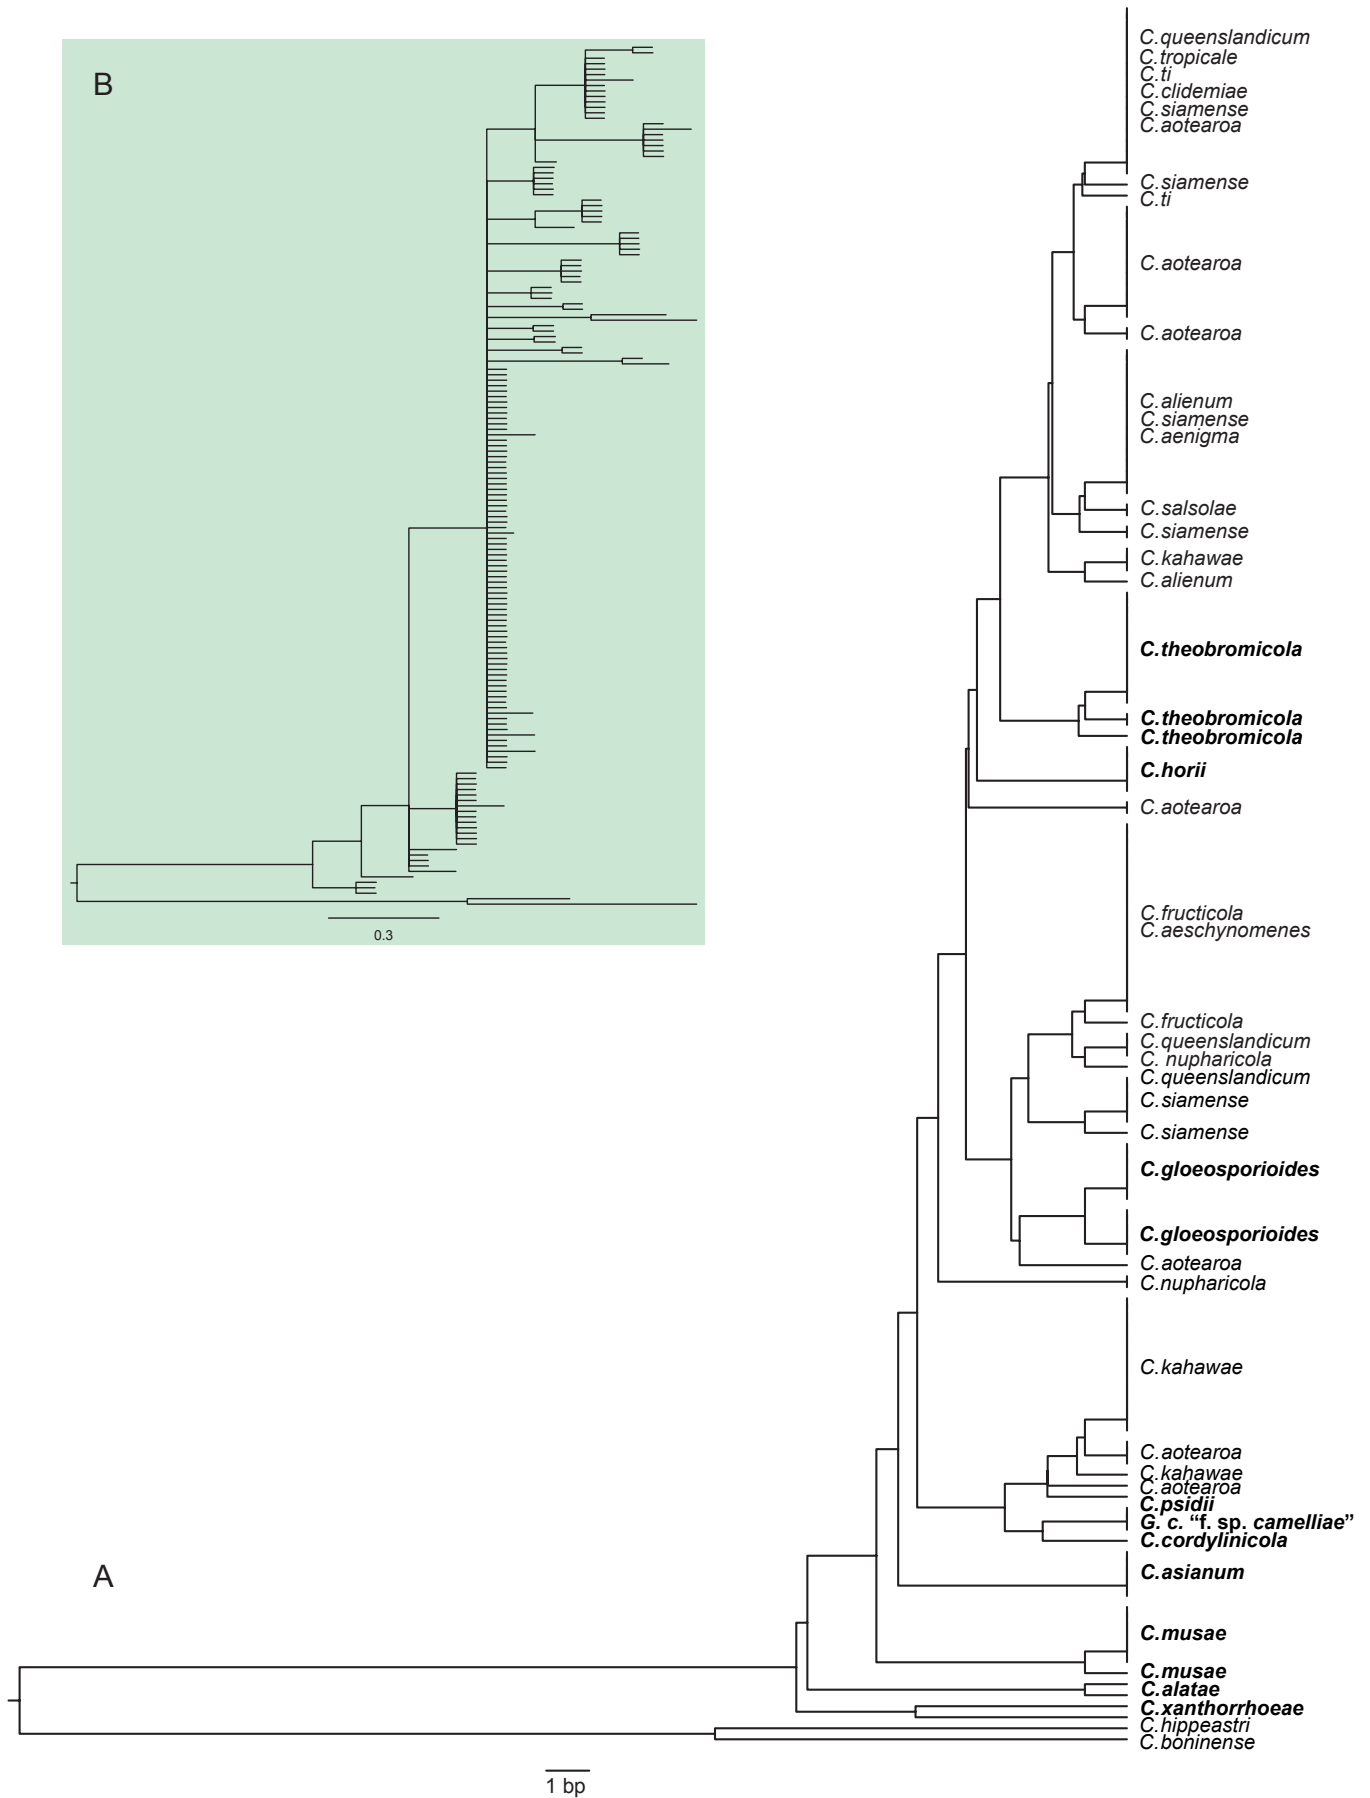 B
0.3
C.queenslandicum
C.tropicale
C.ti
C.clidemiae
C.siamense
C.aotearoa
C.siamense
C.ti
C.aotearoa
C.aotearoa
C.alienum
C.siamense
C.aenigma
C.salsolae
C.siamense
C.kahawae
C.alienum
C.theobromicola
C.theobromicola
C.theobromicola
C.horii
C.aotearoa
C.fructicola
C.aeschynomenes
C.fructicola
C.queenslandicum
C. nupharicola
C.queenslandicum
C.siamense
C.siamense
C.gloeosporioides
C.gloeosporioides
C.aotearoa
C.nupharicola
C.kahawae
C.aotearoa
C.kahawae
C.aotearoa
C.psidii
G. c. “f. sp. camelliae”
C.cordylinicola
C.asianum
C.musae
C.musae
C.alatae
C.xanthorrhoeae
C.hippeastri
C.boninense
A
1 bp